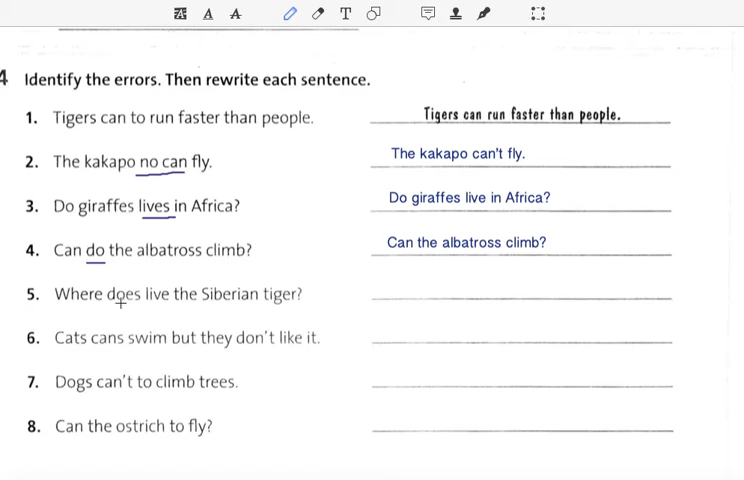 A A A T
4 Identify the errors. Then rewrite each sentence.
1. Tigers can to run faster than people. Tigers can run faster than people.
2. The kakapo no can fly. The kakapo can't fly.
3. Do giraffes lives in Africa? Do giraffes live in Africa?
4. Can do the albatross climb? Can the albatross climb?
5. Where does live the Siberian tiger?
6. Cats cans swim but they don't like it.
7. Dogs can't to climb trees.
8. Can the ostrich to fly?